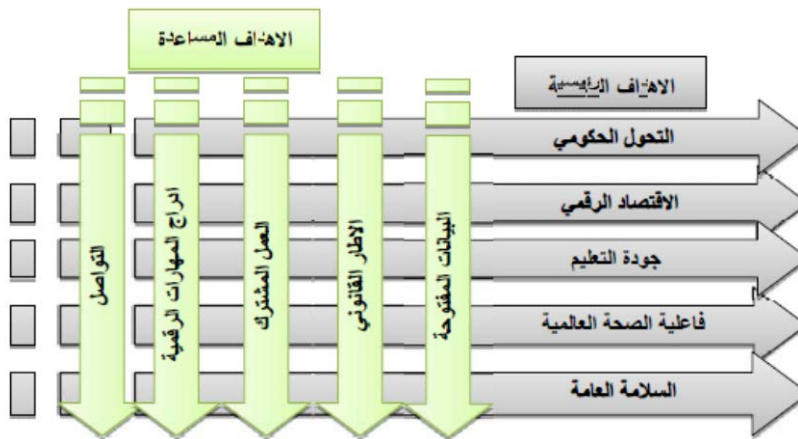 الاهداف المساعدة
الاهداف الرئيسية
التحول الحكومي
الاقتصاد الرقمي
جودة التعليم
فاعلية الصحة العالمية
السلامة العامة
البيانات المفتوحة
الاطار القانوني
العمل المشترك
ادراج المهارات الرقمية
التواصل